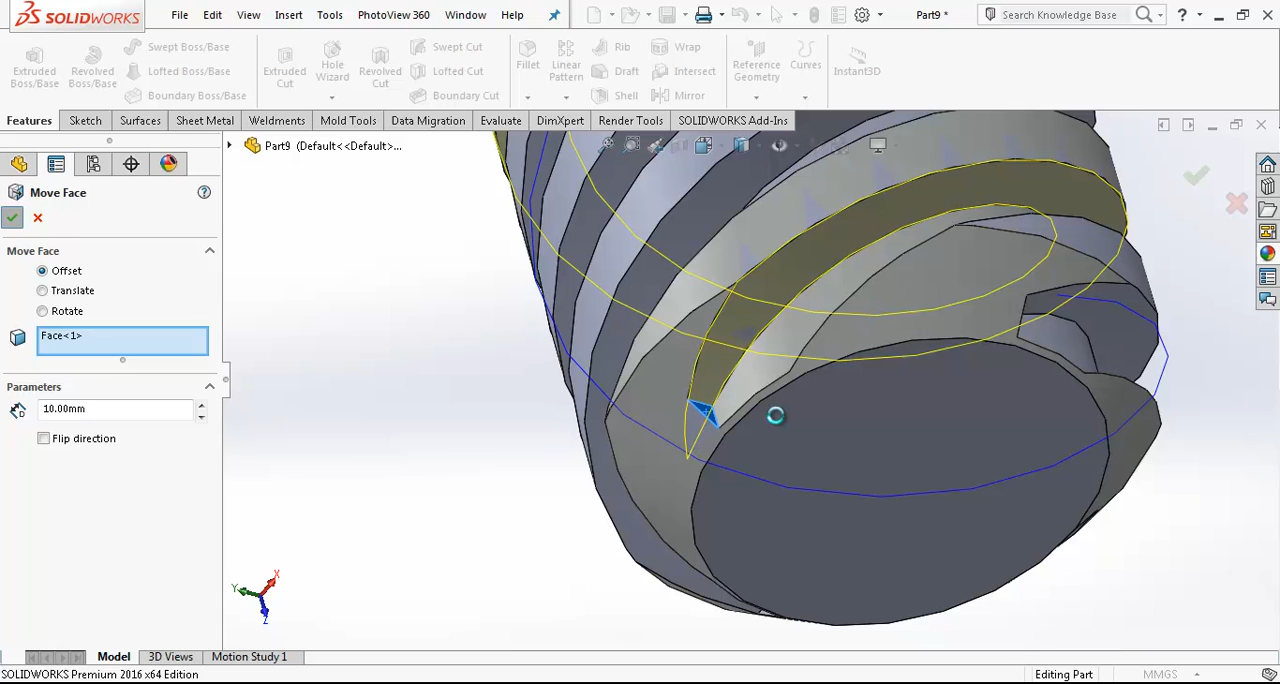 SOLIDWORKS File Edit View Insert Tools PhotoView 360 Window Help Part9 * Search Knowledge Base ?
Extruded Boss/Base
Revolved Boss/Base
Swept Boss/Base
Lofted Boss/Base
Boundary Boss/Base
Extruded Cut
Hole Wizard
Revolved Cut
Swept Cut
Lofted Cut
Boundary Cut
Fillet
Linear Pattern
Rib
Draft
Shell
Wrap
Intersect
Mirror
Reference Geometry
Curves
Instant3D
Features Sketch Surfaces Sheet Metal Weldments Mold Tools Data Migration Evaluate DimXpert Render Tools SOLIDWORKS Add-Ins
Part9 (Default<<Default>...
Move Face ?
Move Face
Offset
Translate
Rotate
Face<1>
Parameters
10.00mm
Flip direction
X
Y
Z
Model 3D Views Motion Study 1
SOLIDWORKS Premium 2016 x64 Edition Editing Part MMGS